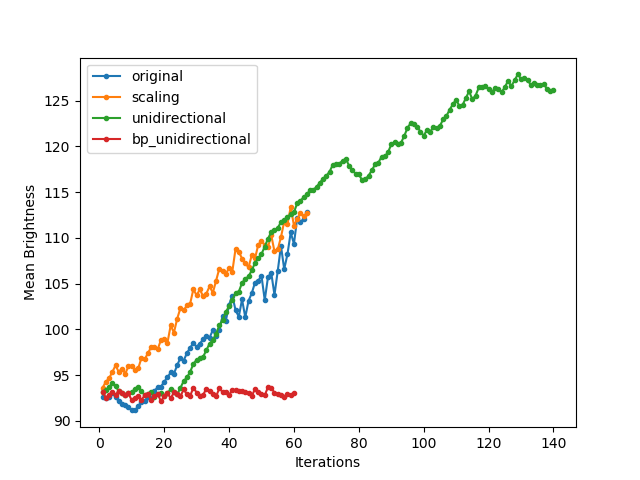 original
scaling
unidirectional
bp_unidirectional
125
120
115
110
105
100
95
90
Mean Brightness
0 20 40 60 80 100 120 140
Iterations